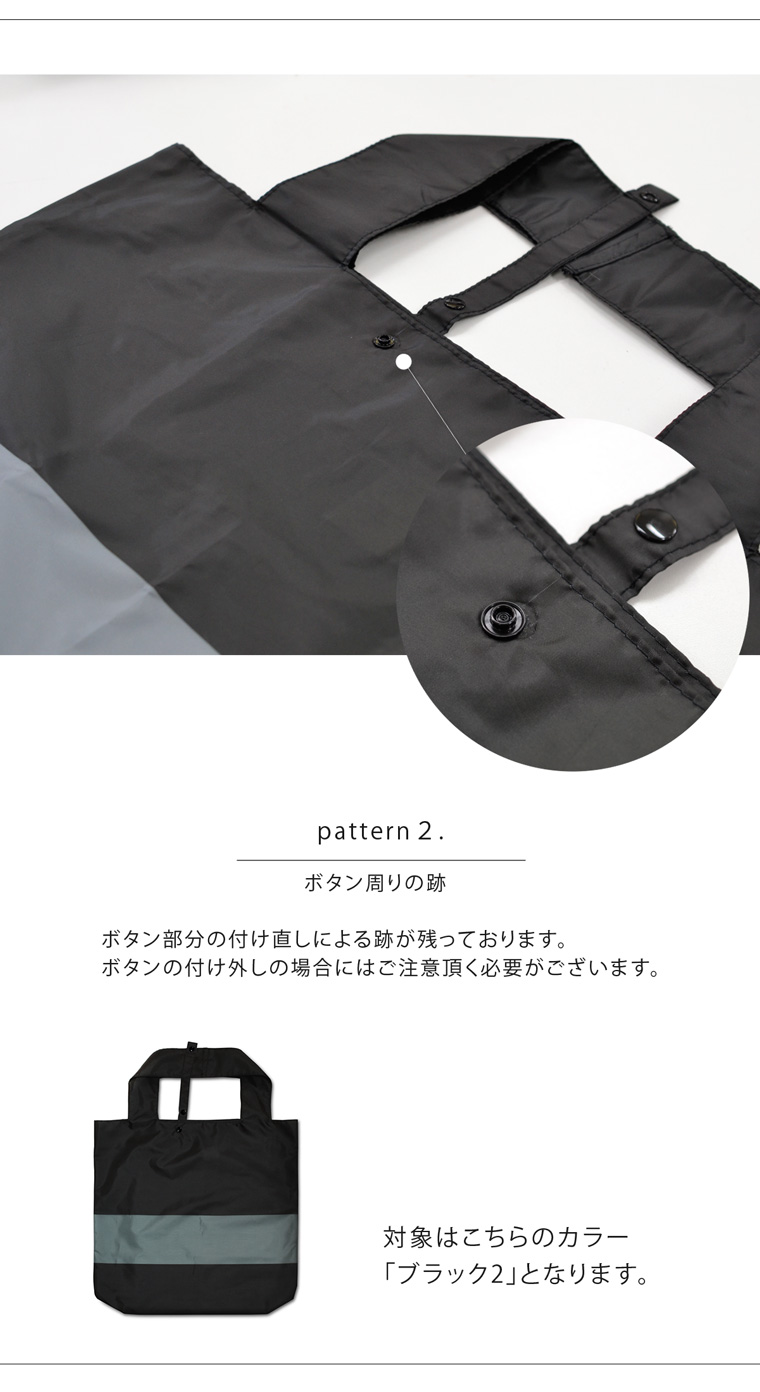 pattern 2 .
ボタン周りの跡
ボタン部分の付け直しによる跡が残っております。
ボタンの付け外しの場合にはご注意頂く必要がございます。
対象はこちらのカラー
「ブラック2」となります。